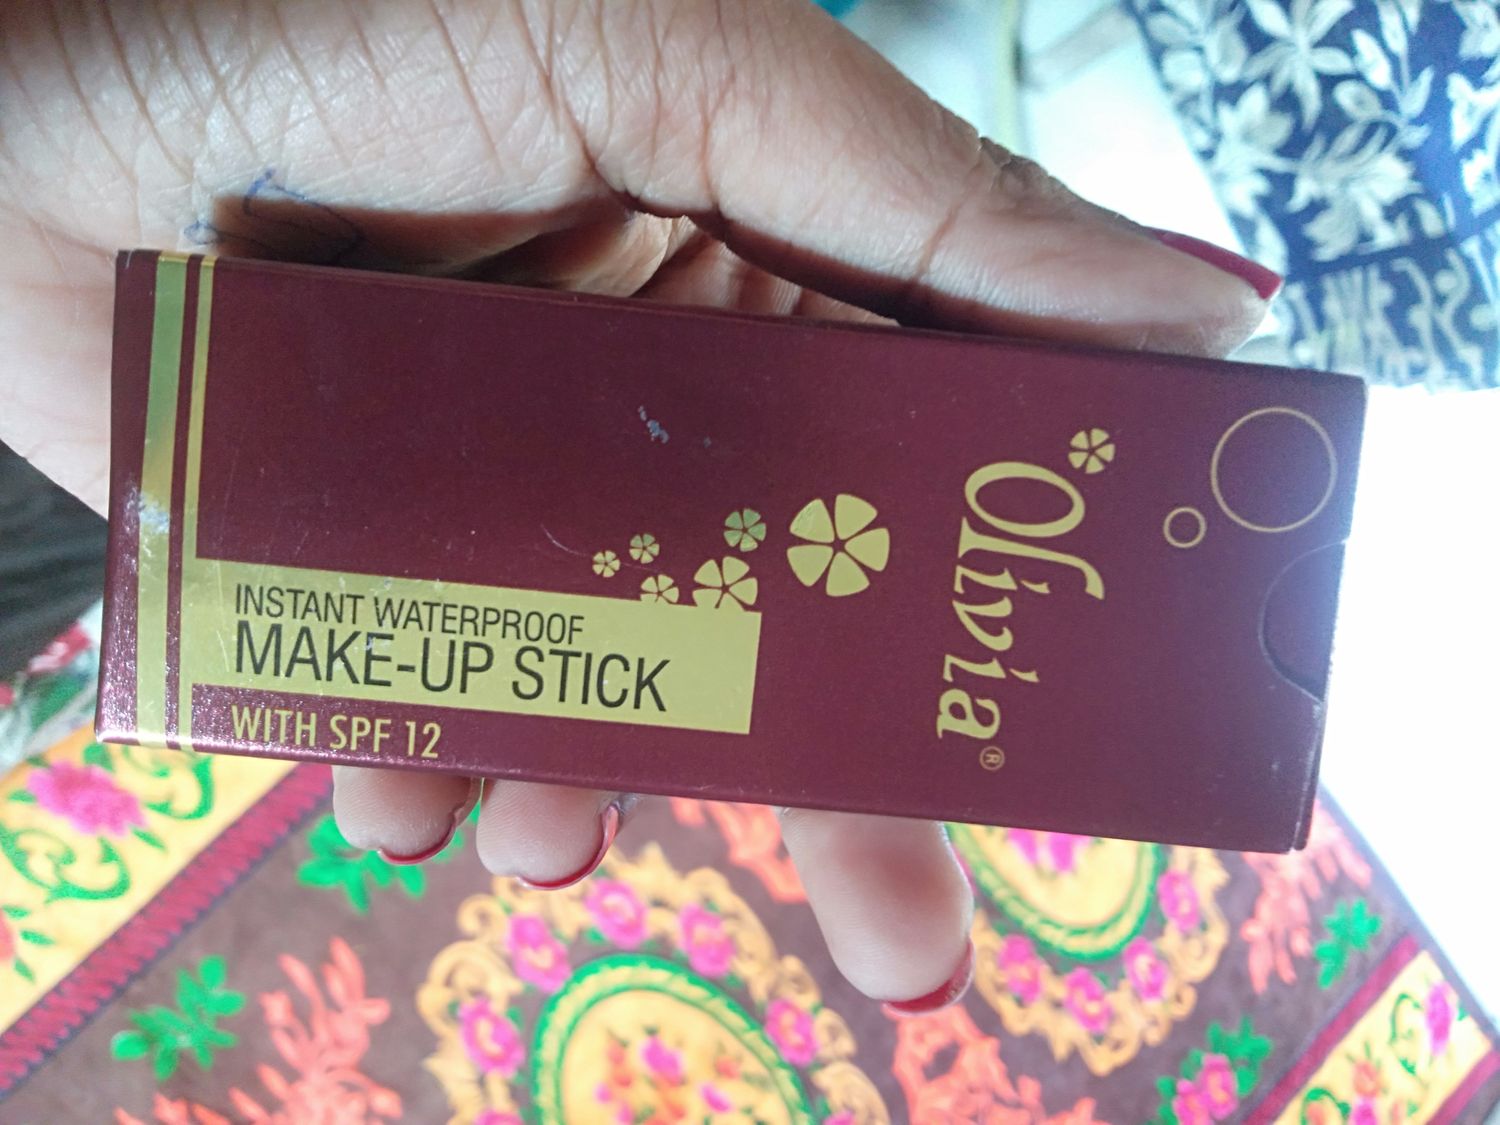 Olivia®
INSTANT WATERPROOF
MAKE-UP STICK
WITH SPF 12